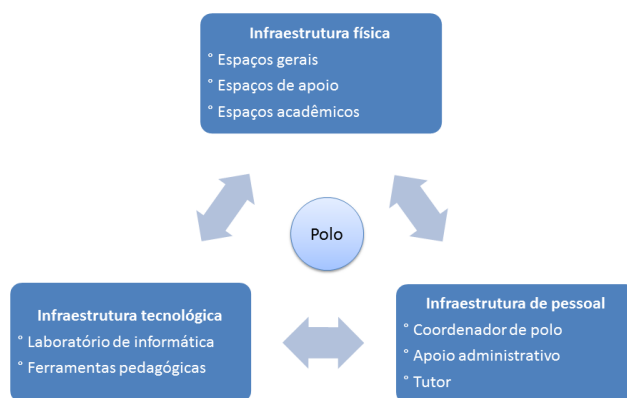 Infraestrutura física
° Espaços gerais
° Espaços de apoio
° Espaços acadêmicos
Polo
Infraestrutura tecnológica
° Laboratório de informática
° Ferramentas pedagógicas
Infraestrutura de pessoal
° Coordenador de polo
° Apoio administrativo
° Tutor